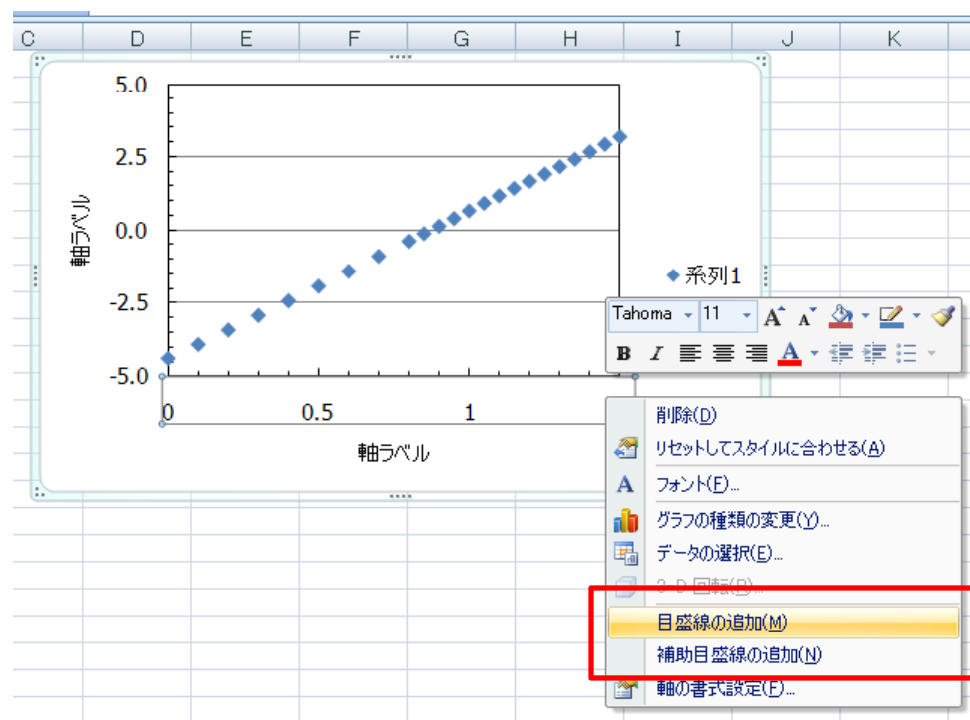 C D E F G H I J K
5.0
2.5
0.0
-2.5
-5.0
軸ラベル
系列1
0 0.5 1
軸ラベル
Tahoma 11 A A
B I A
削除(D)
リセットしてスタイルに合わせる(A)
A フォント(F)...
グラフの種類の変更(Y)...
データの選択(E)...
3-D 回転(R)...
目盛線の追加(M)
補助目盛線の追加(N)
軸の書式設定(F)...